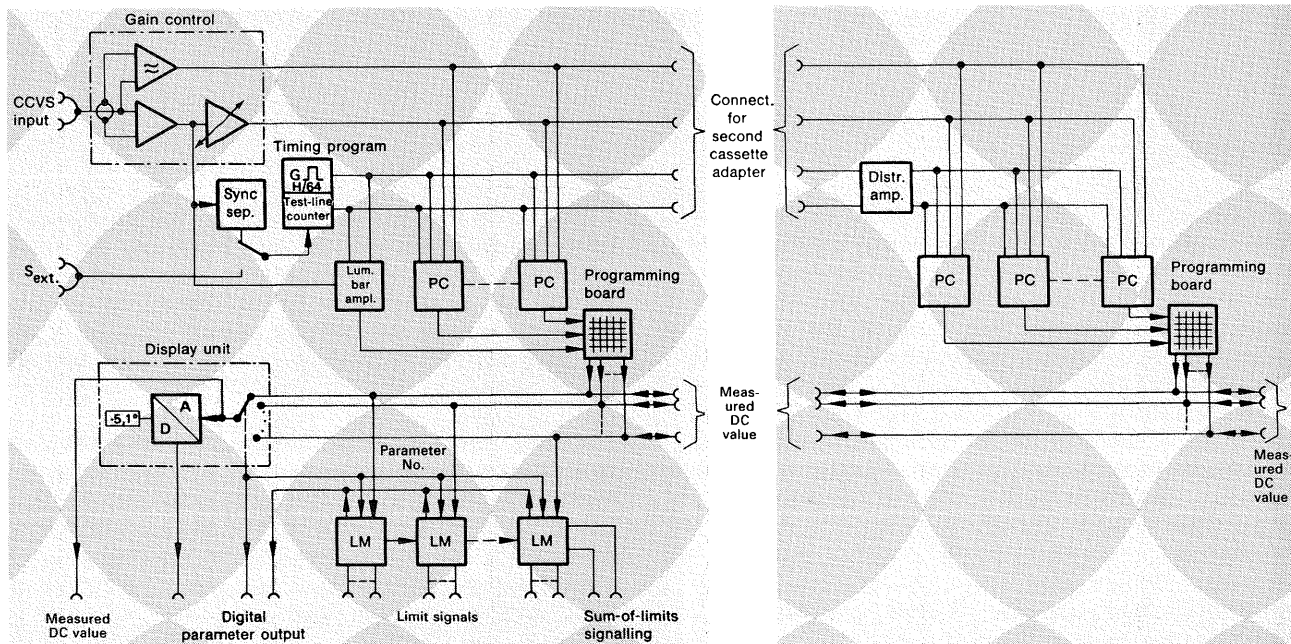 Gain control
CCVS
input
≈
Timing program
G
H/64
Test-line
counter
Sync
sep.
Connect.
for
second
cassette
adapter
Distr.
amp.
Sext.
Lum.
bar
ampl.
PC
PC
Programming
board
PC
PC
PC
Programming
board
Display unit
-5,1°
A
D
Meas-
ured
DC
value
Meas-
ured
DC
value
Parameter
No.
LM
LM
LM
Measured
DC value
Digital
parameter output
Limit signals
Sum-of-limits
signalling